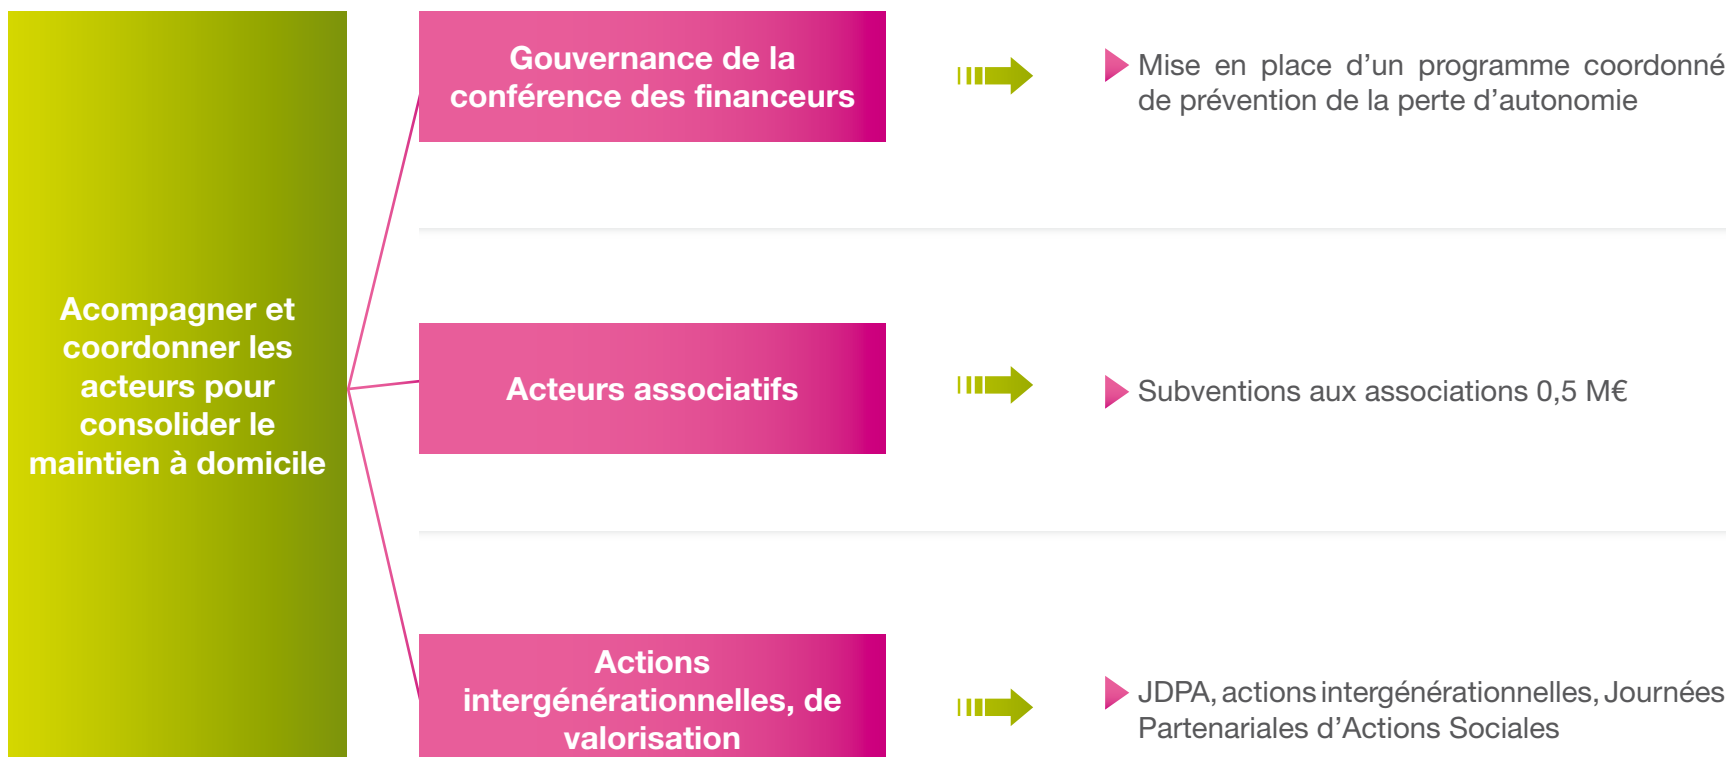 Acompagner et
coordonner les
acteurs pour
consolider le
maintien à domicile
Gouvernance de la
conférence des financeurs
Mise en place d’un programme coordonné
de prévention de la perte d’autonomie
Acteurs associatifs
Subventions aux associations 0,5 M€
Actions
intergénérationnelles, de
valorisation
JDPA, actions intergénérationnelles, Journées
Partenariales d’Actions Sociales